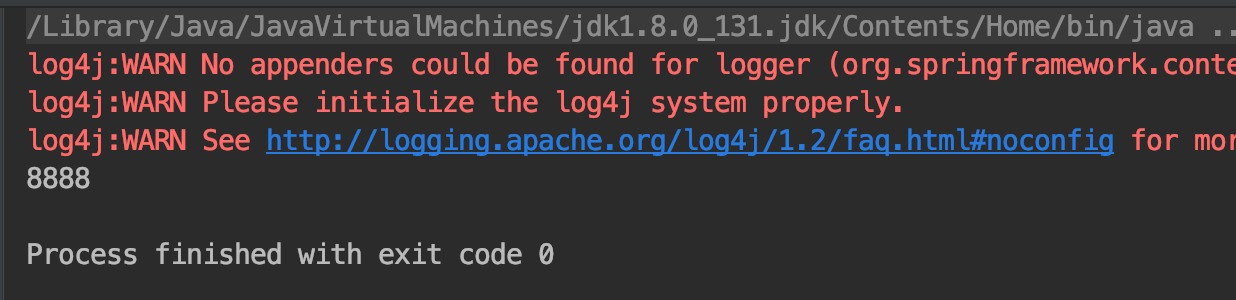 /Library/Java/JavaVirtualMachines/jdk1.8.0_131.jdk/Contents/Home/bin/java ..
log4j:WARN No appenders could be found for logger (org.springframework.conte
log4j:WARN Please initialize the log4j system properly.
log4j:WARN See http://logging.apache.org/log4j/1.2/faq.html#noconfig for mor
8888
Process finished with exit code 0